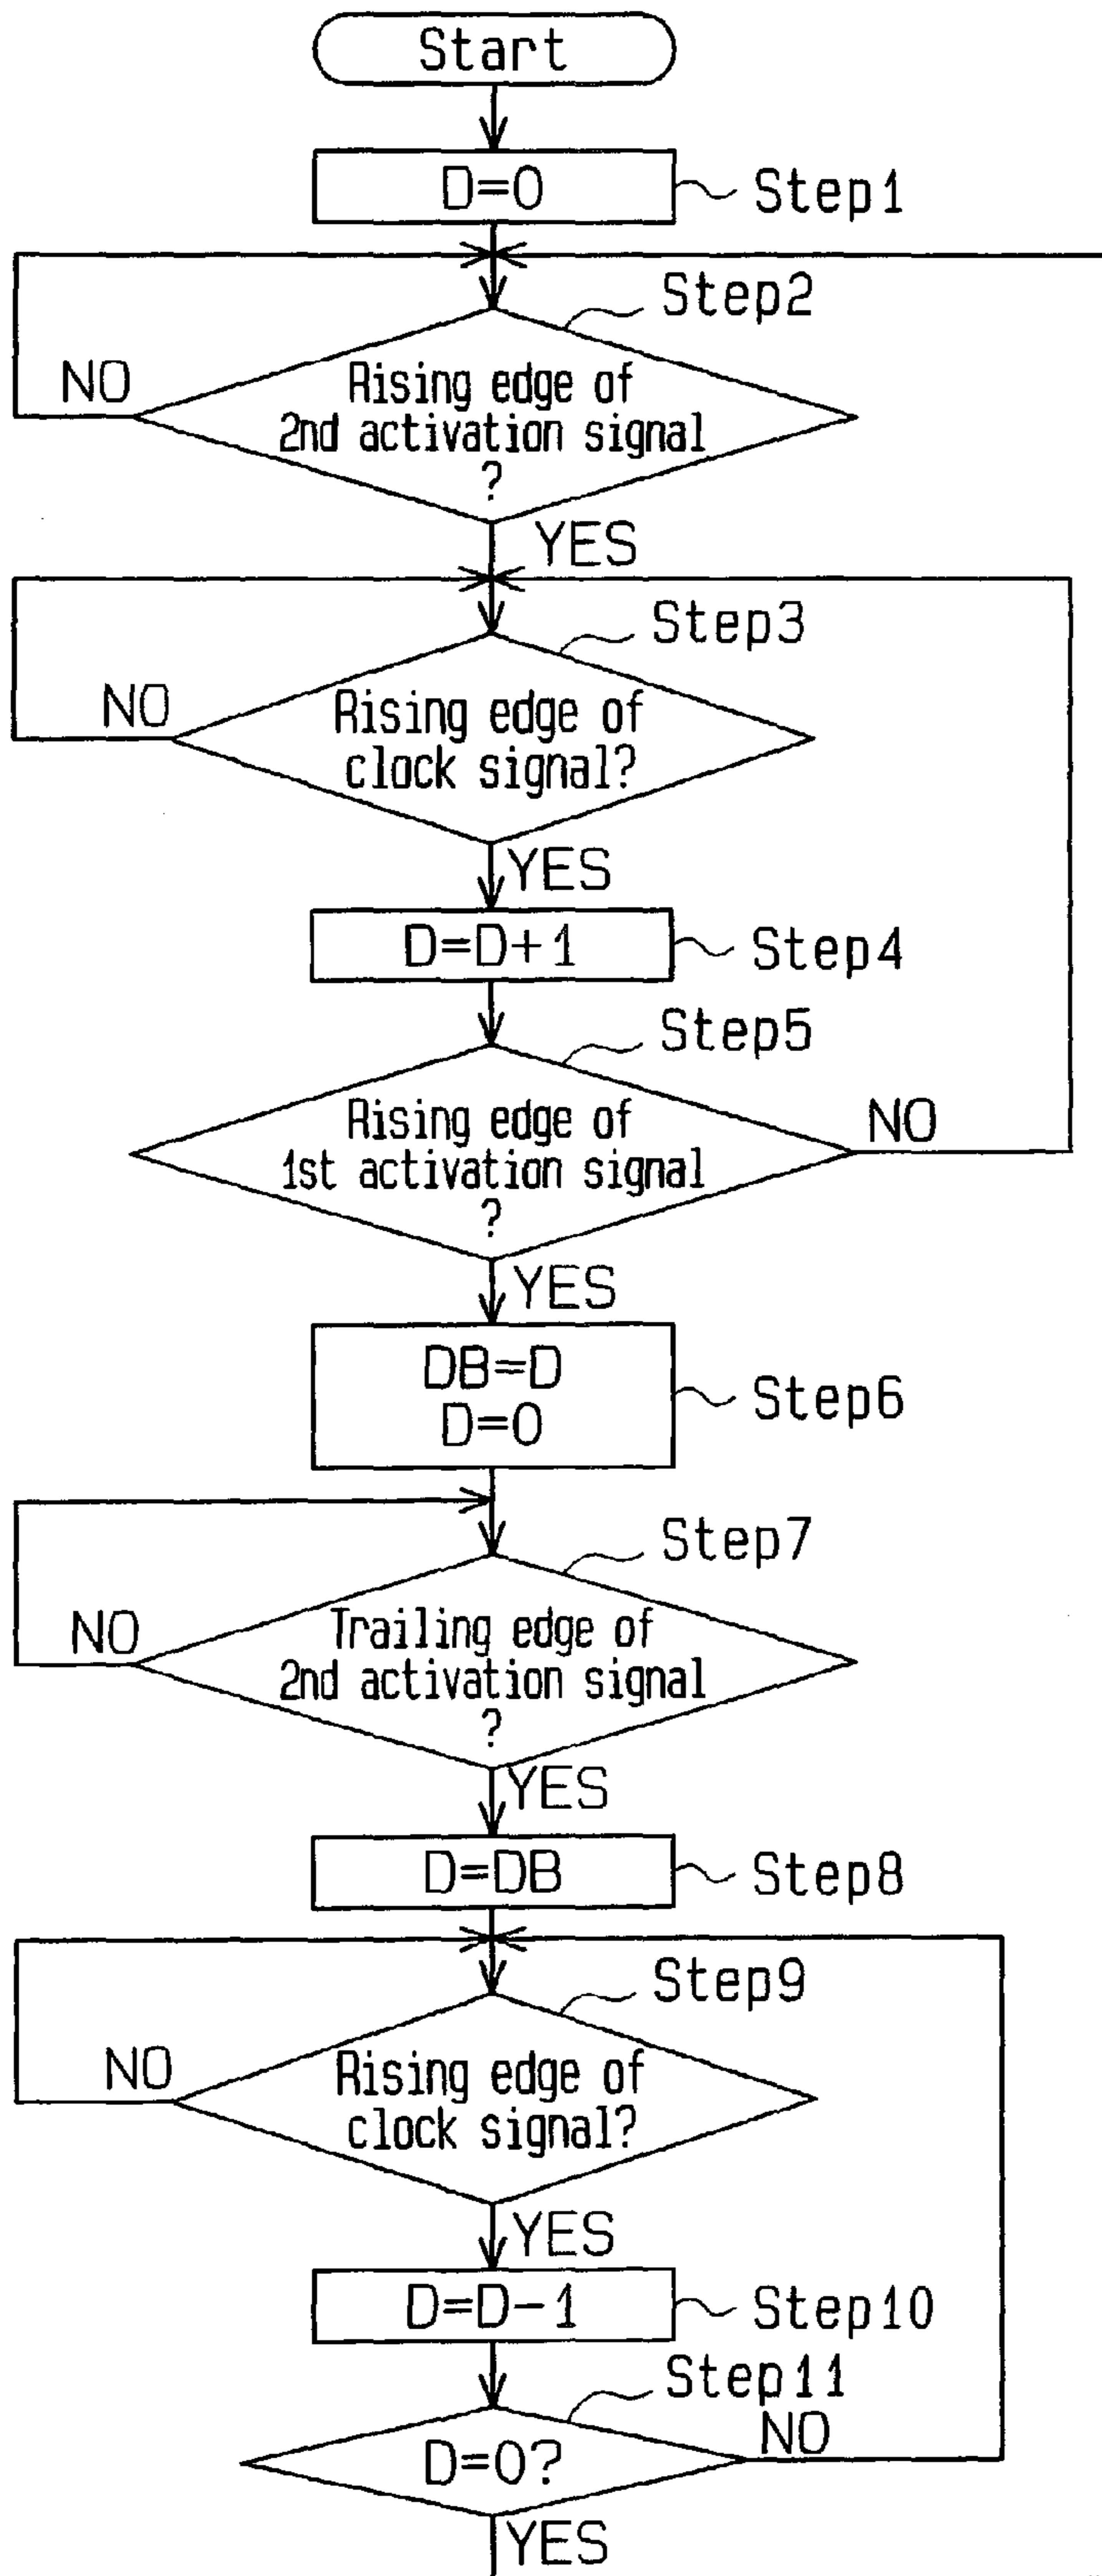 Start
D=0
Step1
Step2
NO
Rising edge of
2nd activation signal
?
YES
Step3
NO
Rising edge of
clock signal?
YES
D=D+1
Step4
Step5
Rising edge of
1st activation signal
?
NO
YES
DB=D
D=0
Step6
Step7
NO
Trailing edge of
2nd activation signal
?
YES
D=DB
Step8
Step9
NO
Rising edge of
clock signal?
YES
D=D-1
Step10
Step11
D=0?
NO
YES